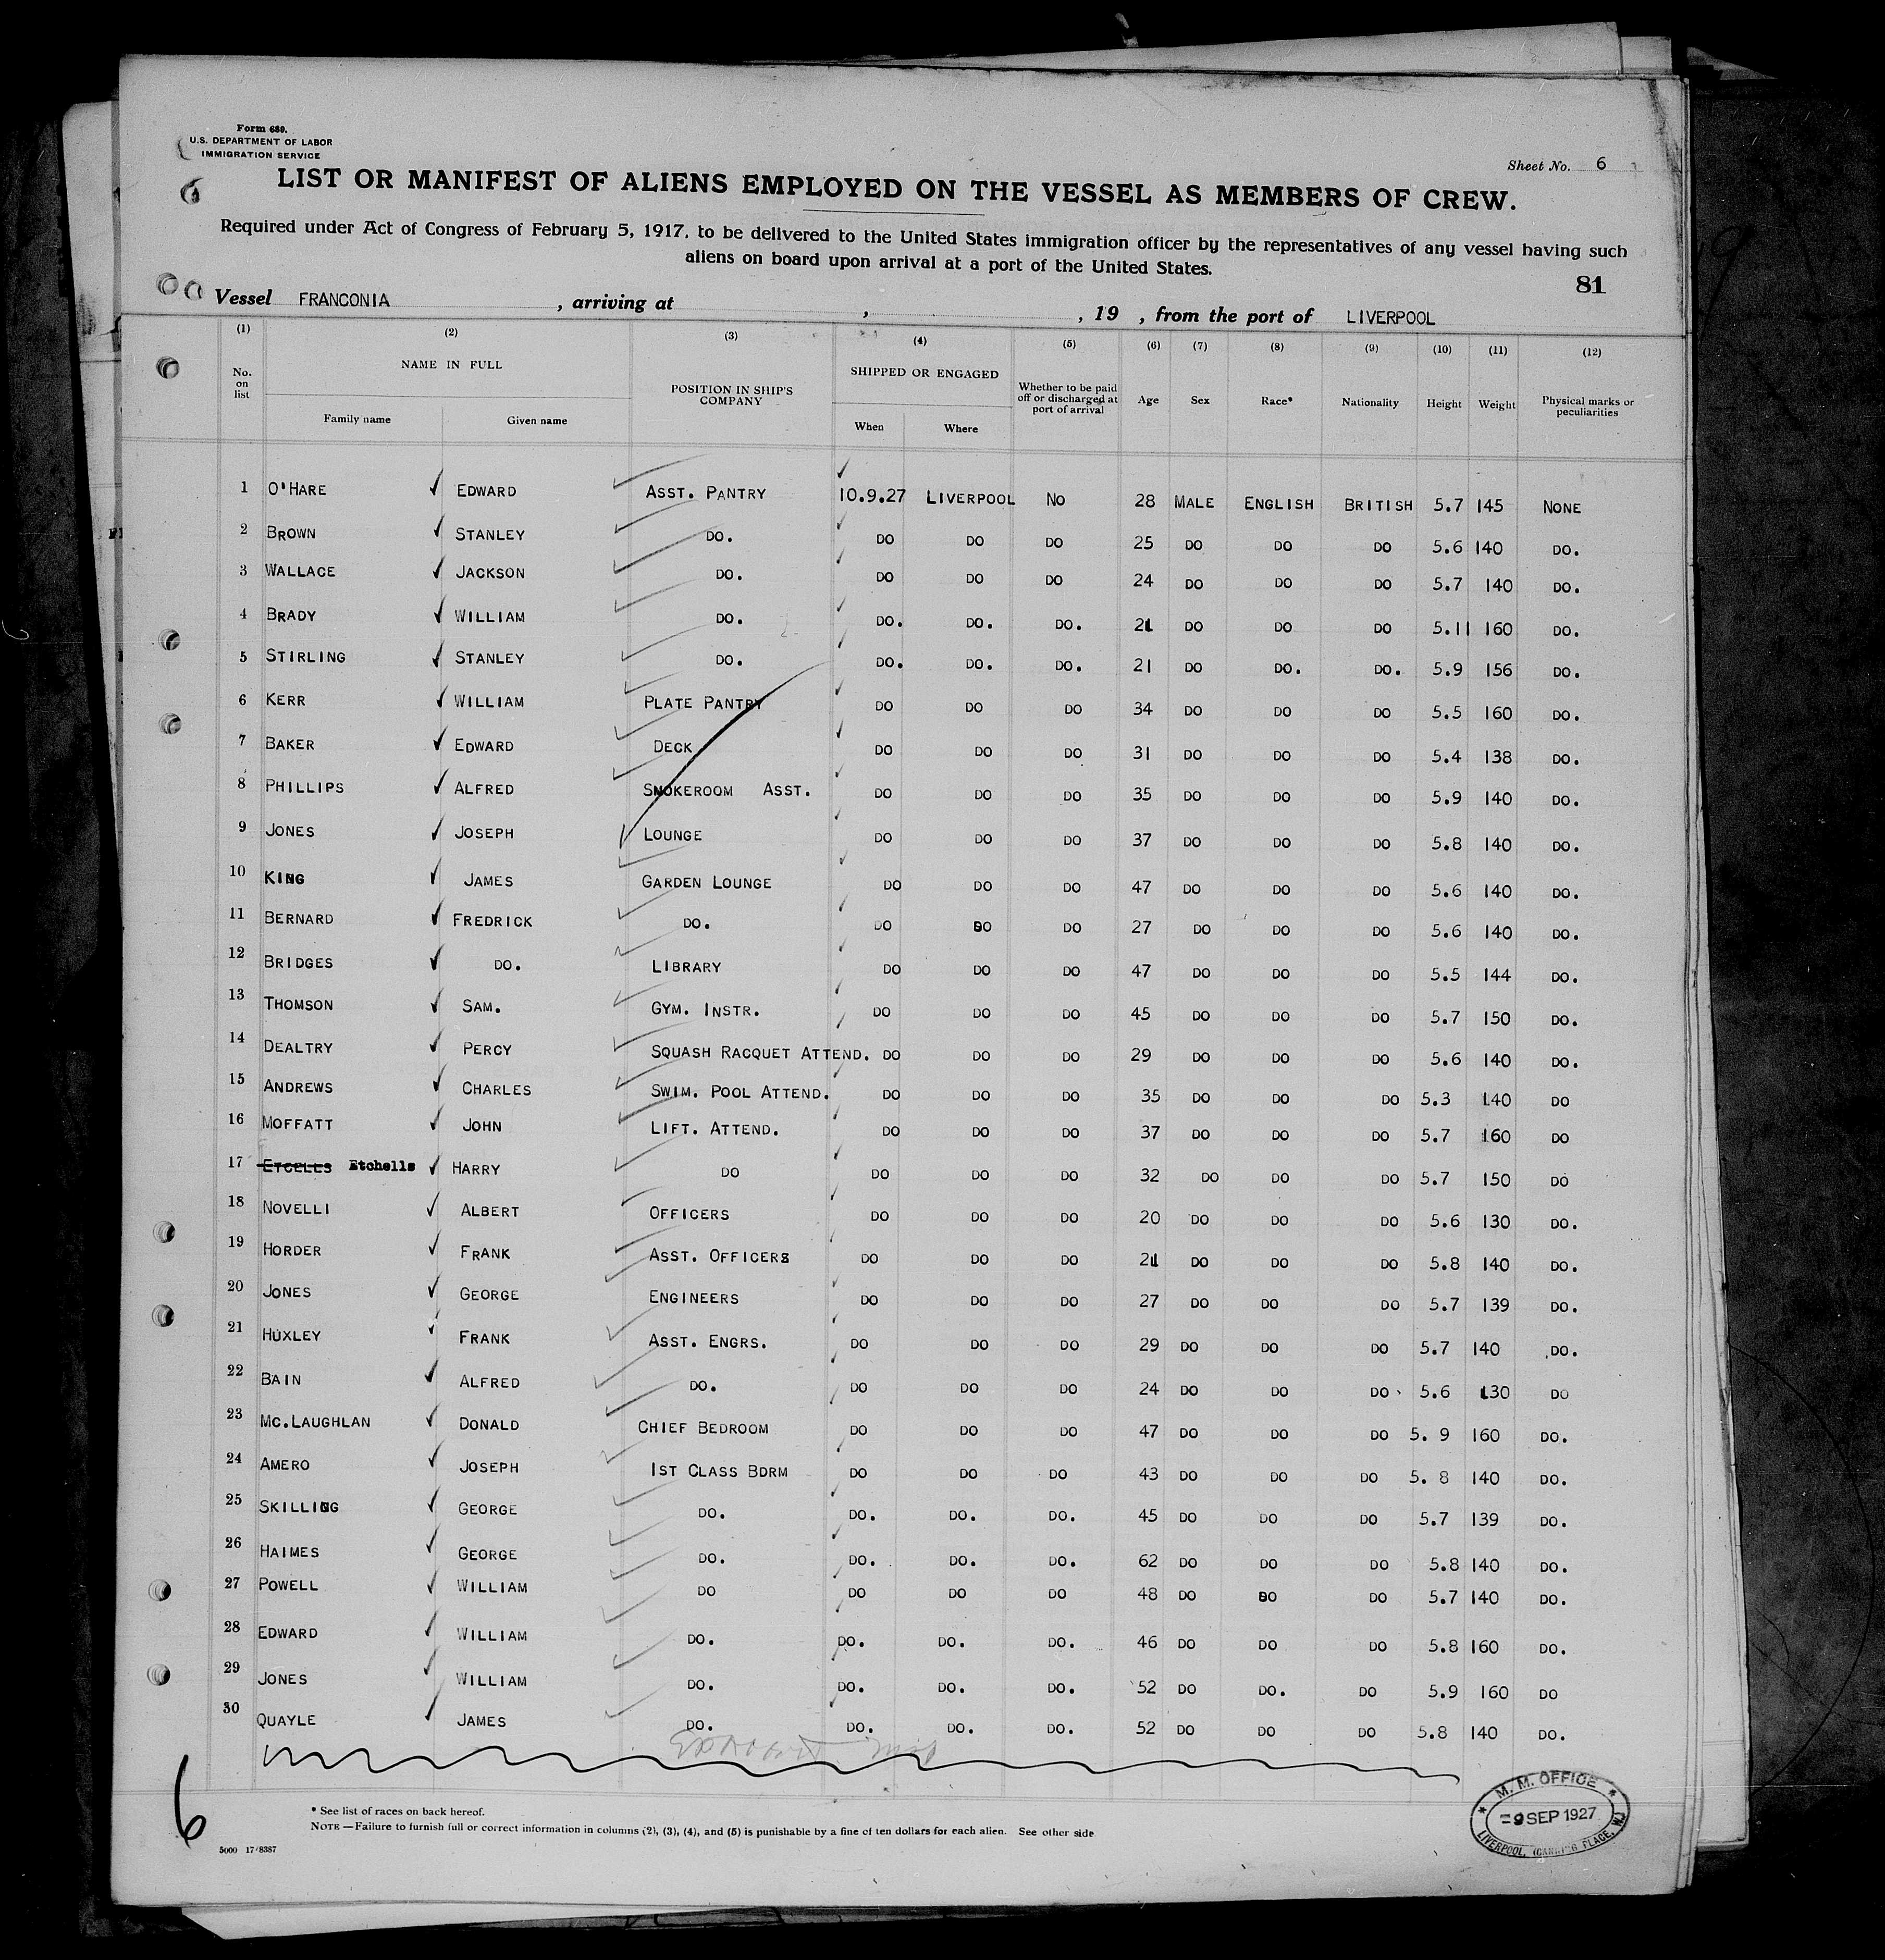 Form 689.
U.S. DEPARTMENT OF LABOR
IMMIGRATION SERVICE
Sheet No. 6
6
LIST OR MANIFEST OF ALIENS EMPLOYED ON THE VESSEL AS MEMBERS OF CREW.
Required under Act of Congress of February 5, 1917, to be delivered to the United States immigration officer by the representatives of any vessel having such
aliens on board upon arrival at a port of the United States.
81
Vessel FRANCONIA , arriving at , , 19 , from the port of LIVERPOOL
(1) (2) (3) (4) (5) (6) (7) (8) (9) (10) (11) (12)
No. on list NAME IN FULL Family name Given name POSITION IN SHIP'S COMPANY SHIPPED OR ENGAGED When Where Whether to be paid off or discharged at port of arrival Age Sex Race* Nationality Height Weight Physical marks or peculiarities
1 O'HARE EDWARD ASST. PANTRY 10.9.27 LIVERPOOL NO 28 MALE ENGLISH BRITISH 5.7 145 NONE
2 BROWN STANLEY DO. DO DO DO 25 DO DO DO 5.6 140 DO.
3 WALLACE JACKSON DO. DO DO DO 24 DO DO DO 5.7 140 DO.
4 BRADY WILLIAM DO. DO. DO. DO. 21 DO DO DO 5.11 160 DO.
5 STIRLING STANLEY DO. DO. DO. DO. 21 DO DO. DO. 5.9 156 DO.
6 KERR WILLIAM PLATE PANTRY DO DO DO 34 DO DO DO 5.5 160 DO.
7 BAKER EDWARD DECK DO DO DO 31 DO DO DO 5.4 138 DO.
8 PHILLIPS ALFRED SMOKEROOM ASST. DO DO DO 35 DO DO DO 5.9 140 DO.
9 JONES JOSEPH LOUNGE DO DO DO 37 DO DO DO 5.8 140 DO.
10 KING JAMES GARDEN LOUNGE DO DO DO 47 DO DO DO 5.6 140 DO.
11 BERNARD FREDRICK DO. DO DO DO 27 DO DO DO 5.6 140 DO.
12 BRIDGES DO. LIBRARY DO DO DO 47 DO DO DO 5.5 144 DO.
13 THOMSON SAM. GYM. INSTR. DO DO DO 45 DO DO DO 5.7 150 DO.
14 DEALTRY PERCY SQUASH RACQUET ATTEND. DO DO DO 29 DO DO DO 5.6 140 DO.
15 ANDREWS CHARLES SWIM. POOL ATTEND. DO DO DO 35 DO DO DO 5.3 140 DO
16 MOFFATT JOHN LIFT. ATTEND. DO DO DO 37 DO DO DO 5.7 160 DO
17 ETCELLS Etchells HARRY DO DO DO DO 32 DO DO DO 5.7 150 DO
18 NOVELLI ALBERT OFFICERS DO DO DO 20 DO DO DO 5.6 130 DO.
19 HORDER FRANK ASST. OFFICERS DO DO DO 21 DO DO DO 5.8 140 DO.
20 JONES GEORGE ENGINEERS DO DO DO 27 DO DO DO 5.7 139 DO.
21 HUXLEY FRANK ASST. ENGRS. DO DO DO 29 DO DO DO 5.7 140 DO.
22 BAIN ALFRED DO. DO DO DO 24 DO DO DO 5.6 130 DO
23 MC.LAUGHLAN DONALD CHIEF BEDROOM DO DO DO 47 DO DO DO 5. 9 160 DO.
24 AMERO JOSEPH 1ST CLASS BDRM DO DO DO 43 DO DO DO 5. 8 140 DO.
25 SKILLING GEORGE DO. DO. DO. DO. 45 DO DO DO 5.7 139 DO.
26 HAIMES GEORGE DO. DO. DO. DO. 62 DO DO DO 5.8 140 DO.
27 POWELL WILLIAM DO DO DO DO 48 DO DO DO 5.7 140 DO.
28 EDWARD WILLIAM DO. DO. DO. DO. 46 DO DO DO 5.8 160 DO.
29 JONES WILLIAM DO. DO. DO. DO. 52 DO DO. DO 5.9 160 DO
30 QUAYLE JAMES DO. DO. DO. DO. 52 DO DO DO 5.8 140 DO.
6
* See list of races on back hereof.
NOTE—Failure to furnish full or correct information in columns (2), (3), (4), and (5) is punishable by a fine of ten dollars for each alien. See other side
5000 17/8387
M. M. OFFICE
9 SEP 1927
LIVERPOOL, PLACE, W.